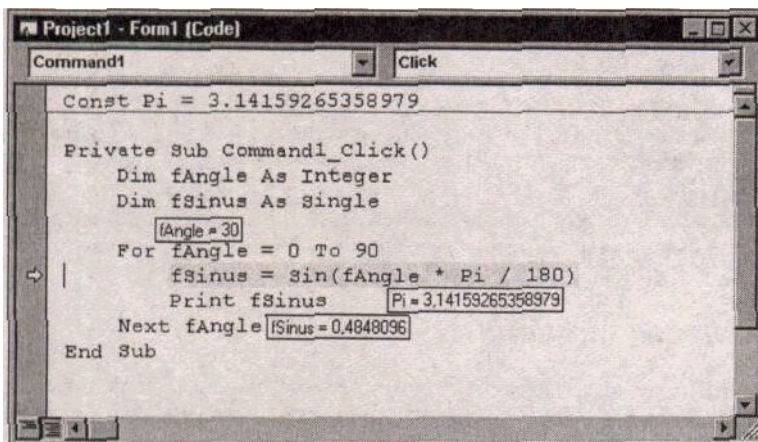 Project1 - Form1 (Code)
Command1 Click
Const Pi = 3.14159265358979
Private Sub Command1_Click()
Dim fAngle As Integer
Dim fSinus As Single
fAngle = 30
For fAngle = 0 To 90
fSinus = Sin(fAngle * Pi / 180)
Print fSinus Pi = 3,14159265358979
Next fAngle fSinus = 0,4848096
End Sub